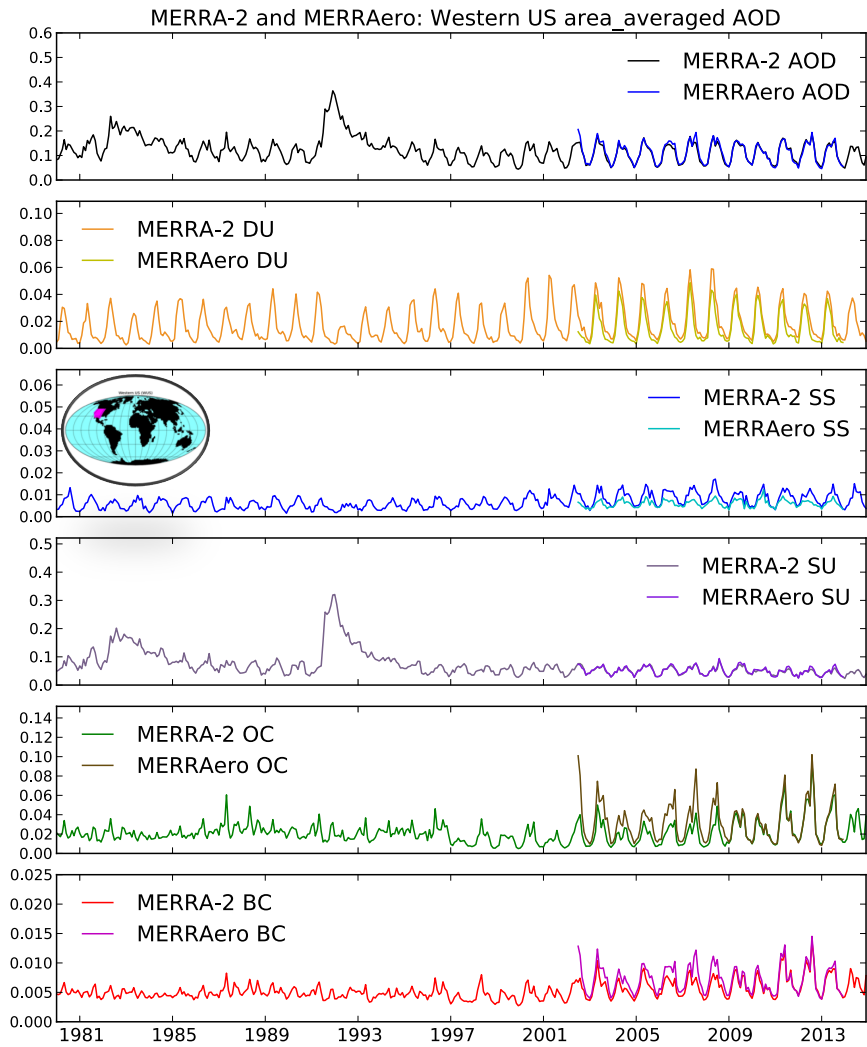 MERRA-2 and MERRAero: Western US area_averaged AOD
0.6
0.5
0.4
0.3
0.2
0.1
0.0
MERRA-2 AOD
MERRAero AOD
0.10
0.08
0.06
0.04
0.02
0.00
MERRA-2 DU
MERRAero DU
0.06
0.05
0.04
0.03
0.02
0.01
0.00
Western US (WUS)
MERRA-2 SS
MERRAero SS
0.5
0.4
0.3
0.2
0.1
0.0
MERRA-2 SU
MERRAero SU
0.14
0.12
0.10
0.08
0.06
0.04
0.02
0.00
MERRA-2 OC
MERRAero OC
0.025
0.020
0.015
0.010
0.005
0.000
MERRA-2 BC
MERRAero BC
1981 1985 1989 1993 1997 2001 2005 2009 2013